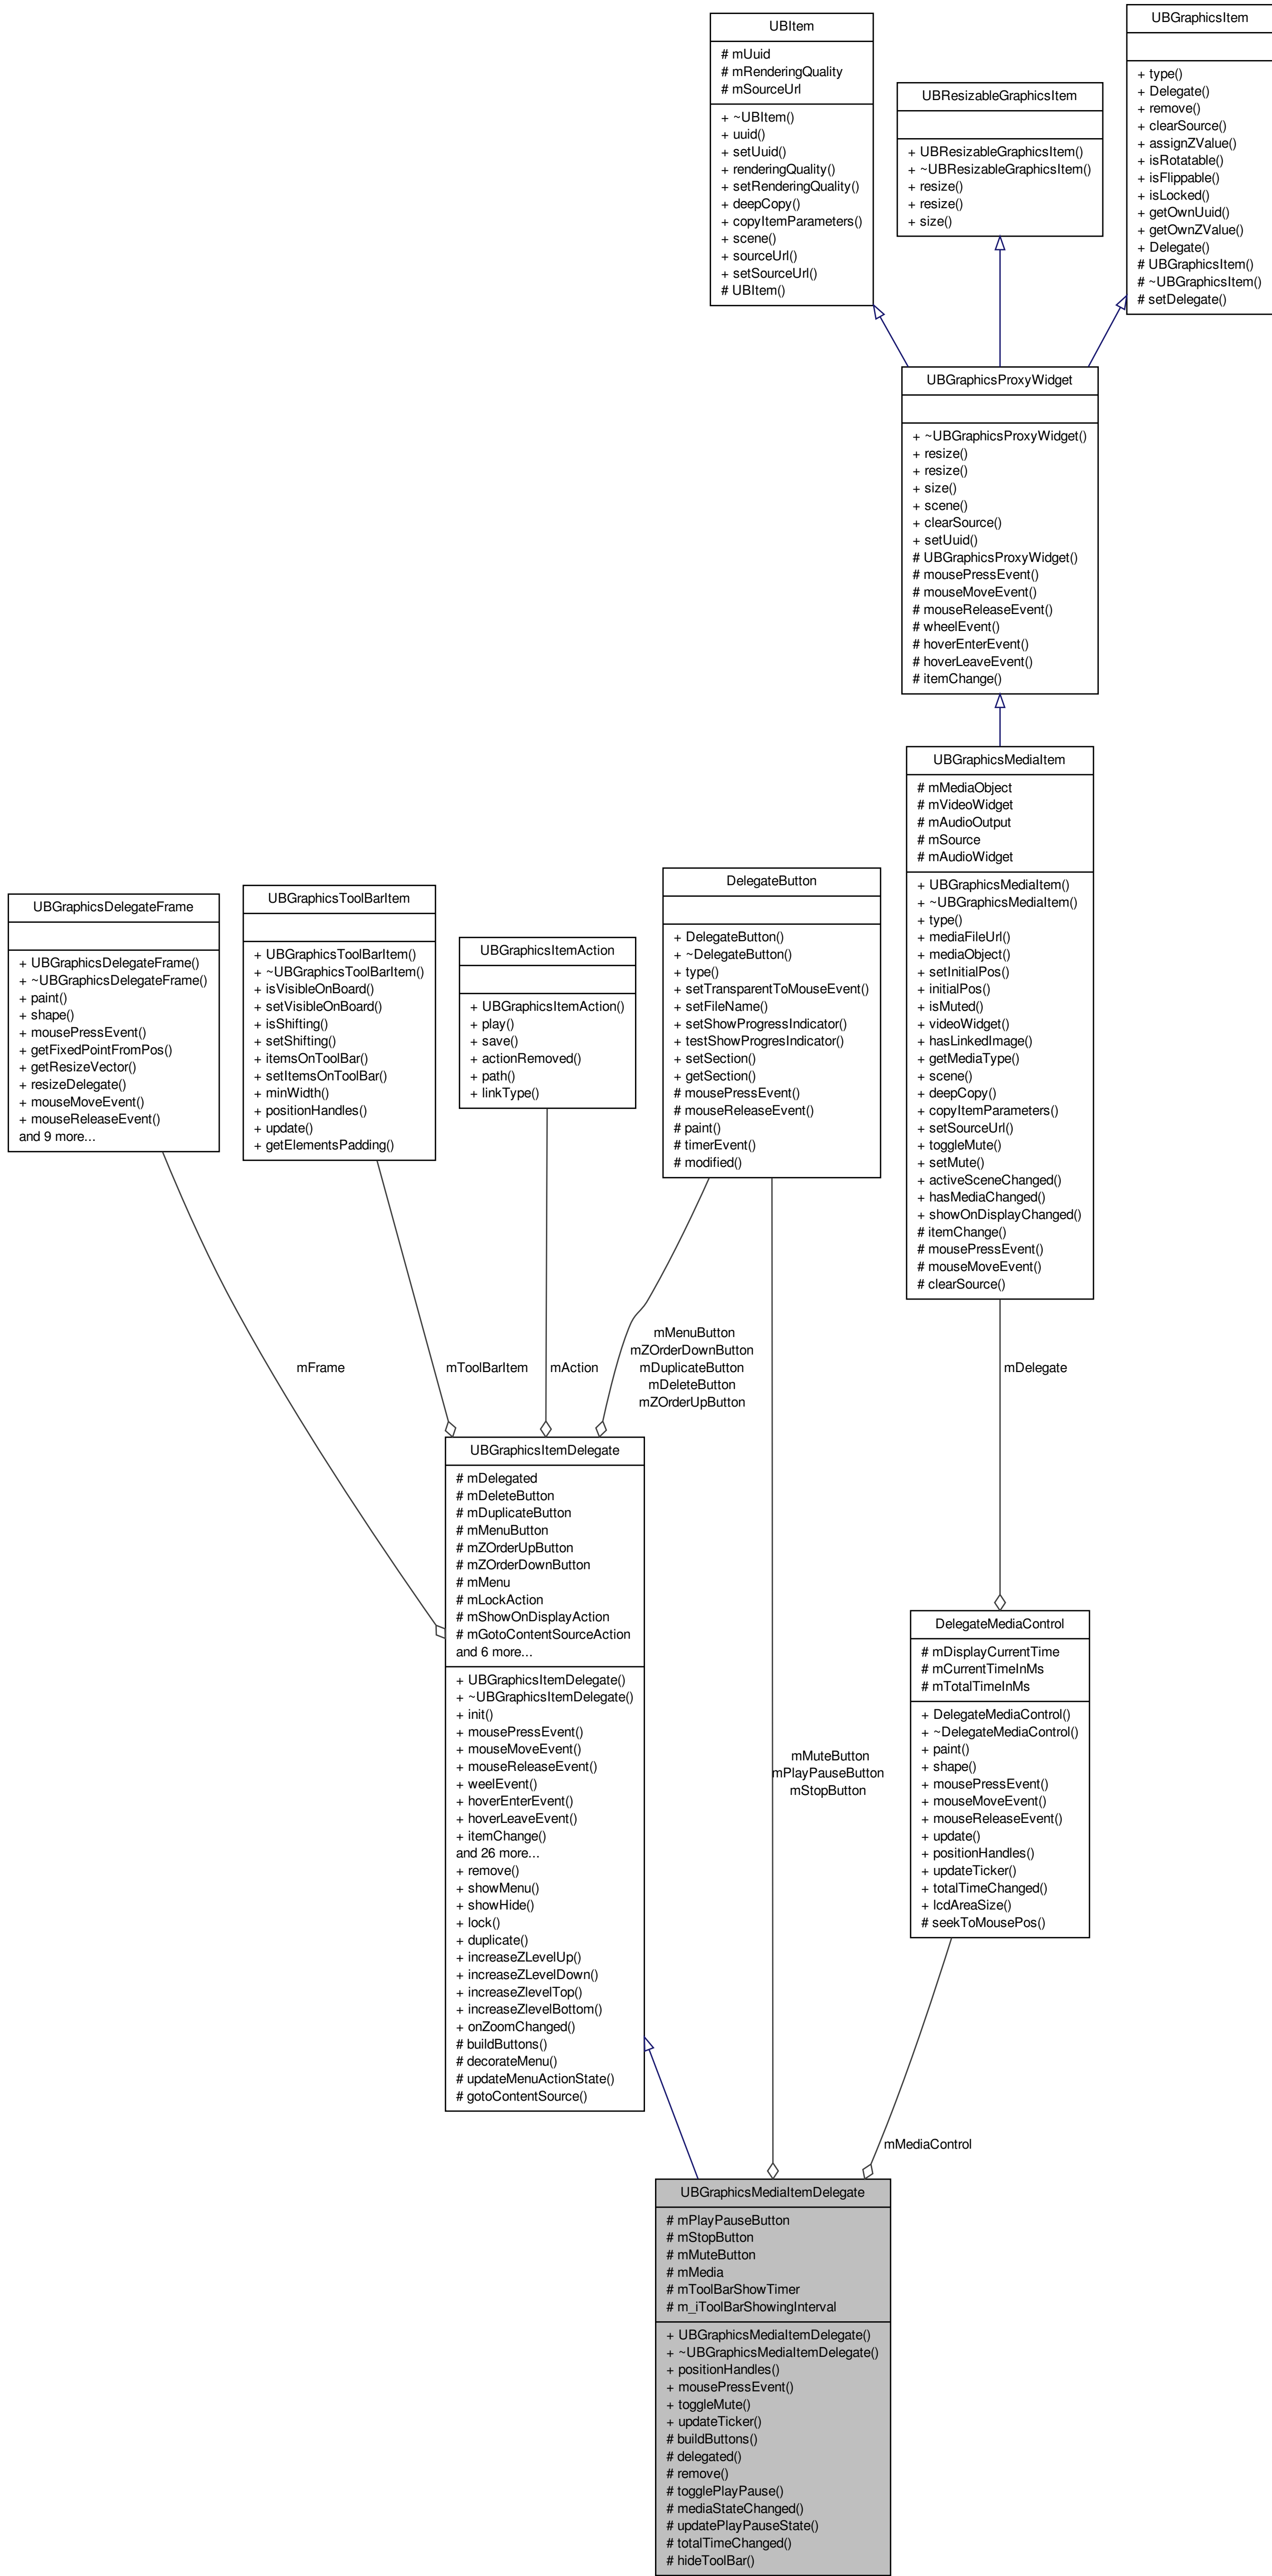 UBItem
# mUuid
# mRenderingQuality
# mSourceUrl
+ ~UBItem()
+ uuid()
+ setUuid()
+ renderingQuality()
+ setRenderingQuality()
+ deepCopy()
+ copyItemParameters()
+ scene()
+ sourceUrl()
+ setSourceUrl()
# UBItem()
UBResizableGraphicsItem
+ UBResizableGraphicsItem()
+ ~UBResizableGraphicsItem()
+ resize()
+ resize()
+ size()
UBGraphicsItem
+ type()
+ Delegate()
+ remove()
+ clearSource()
+ assignZValue()
+ isRotatable()
+ isFlippable()
+ isLocked()
+ getOwnUuid()
+ getOwnZValue()
+ Delegate()
# UBGraphicsItem()
# ~UBGraphicsItem()
# setDelegate()
UBGraphicsProxyWidget
+ ~UBGraphicsProxyWidget()
+ resize()
+ resize()
+ size()
+ scene()
+ clearSource()
+ setUuid()
# UBGraphicsProxyWidget()
# mousePressEvent()
# mouseMoveEvent()
# mouseReleaseEvent()
# wheelEvent()
# hoverEnterEvent()
# hoverLeaveEvent()
# itemChange()
UBGraphicsMediaItem
# mMediaObject
# mVideoWidget
# mAudioOutput
# mSource
# mAudioWidget
+ UBGraphicsMediaItem()
+ ~UBGraphicsMediaItem()
+ type()
+ mediaFileUrl()
+ mediaObject()
+ setInitialPos()
+ initialPos()
+ isMuted()
+ videoWidget()
+ hasLinkedImage()
+ getMediaType()
+ scene()
+ deepCopy()
+ copyItemParameters()
+ setSourceUrl()
+ toggleMute()
+ setMute()
+ activeSceneChanged()
+ hasMediaChanged()
+ showOnDisplayChanged()
# itemChange()
# mousePressEvent()
# mouseMoveEvent()
# clearSource()
UBGraphicsDelegateFrame
+ UBGraphicsDelegateFrame()
+ ~UBGraphicsDelegateFrame()
+ paint()
+ shape()
+ mousePressEvent()
+ getFixedPointFromPos()
+ getResizeVector()
+ resizeDelegate()
+ mouseMoveEvent()
+ mouseReleaseEvent()
and 9 more...
UBGraphicsToolBarItem
+ UBGraphicsToolBarItem()
+ ~UBGraphicsToolBarItem()
+ isVisibleOnBoard()
+ setVisibleOnBoard()
+ isShifting()
+ setShifting()
+ itemsOnToolBar()
+ setItemsOnToolBar()
+ minWidth()
+ positionHandles()
+ update()
+ getElementsPadding()
UBGraphicsItemAction
+ UBGraphicsItemAction()
+ play()
+ save()
+ actionRemoved()
+ path()
+ linkType()
DelegateButton
+ DelegateButton()
+ ~DelegateButton()
+ type()
+ setTransparentToMouseEvent()
+ setFileName()
+ setShowProgressIndicator()
+ testShowProgresIndicator()
+ setSection()
+ getSection()
# mousePressEvent()
# mouseReleaseEvent()
# paint()
# timerEvent()
# modified()
mFrame
mToolBarItem
mAction
mMenuButton
mZOrderDownButton
mDuplicateButton
mDeleteButton
mZOrderUpButton
mDelegate
UBGraphicsItemDelegate
# mDelegated
# mDeleteButton
# mDuplicateButton
# mMenuButton
# mZOrderUpButton
# mZOrderDownButton
# mMenu
# mLockAction
# mShowOnDisplayAction
# mGotoContentSourceAction
and 6 more...
+ UBGraphicsItemDelegate()
+ ~UBGraphicsItemDelegate()
+ init()
+ mousePressEvent()
+ mouseMoveEvent()
+ mouseReleaseEvent()
+ weelEvent()
+ hoverEnterEvent()
+ hoverLeaveEvent()
+ itemChange()
and 26 more...
+ remove()
+ showMenu()
+ showHide()
+ lock()
+ duplicate()
+ increaseZLevelUp()
+ increaseZLevelDown()
+ increaseZlevelTop()
+ increaseZlevelBottom()
+ onZoomChanged()
# buildButtons()
# decorateMenu()
# updateMenuActionState()
# gotoContentSource()
mMuteButton
mPlayPauseButton
mStopButton
DelegateMediaControl
# mDisplayCurrentTime
# mCurrentTimeInMs
# mTotalTimeInMs
+ DelegateMediaControl()
+ ~DelegateMediaControl()
+ paint()
+ shape()
+ mousePressEvent()
+ mouseMoveEvent()
+ mouseReleaseEvent()
+ update()
+ positionHandles()
+ updateTicker()
+ totalTimeChanged()
+ lcdAreaSize()
# seekToMousePos()
mMediaControl
UBGraphicsMediaItemDelegate
# mPlayPauseButton
# mStopButton
# mMuteButton
# mMedia
# mToolBarShowTimer
# m_iToolBarShowingInterval
+ UBGraphicsMediaItemDelegate()
+ ~UBGraphicsMediaItemDelegate()
+ positionHandles()
+ mousePressEvent()
+ toggleMute()
+ updateTicker()
# buildButtons()
# delegated()
# remove()
# togglePlayPause()
# mediaStateChanged()
# updatePlayPauseState()
# totalTimeChanged()
# hideToolBar()